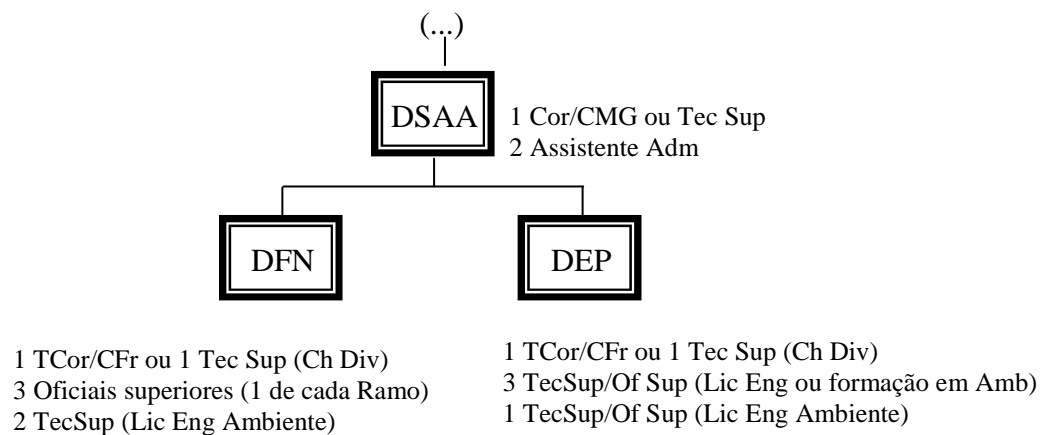 (...)
DSAA
1 Cor/CMG ou Tec Sup
2 Assistente Adm
DFN
DEP
1 TCor/CFr ou 1 Tec Sup (Ch Div)
3 Oficiais superiores (1 de cada Ramo)
2 TecSup (Lic Eng Ambiente)
1 TCor/CFr ou 1 Tec Sup (Ch Div)
3 TecSup/Of Sup (Lic Eng ou formação em Amb)
1 TecSup/Of Sup (Lic Eng Ambiente)